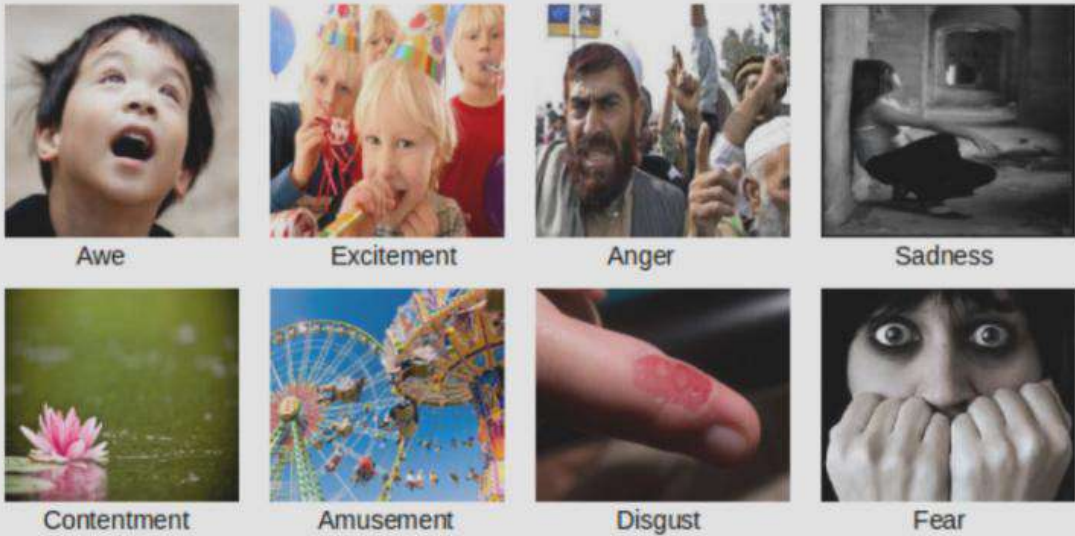 Awe
Excitement
Anger
Sadness
Contentment
Amusement
Disgust
Fear